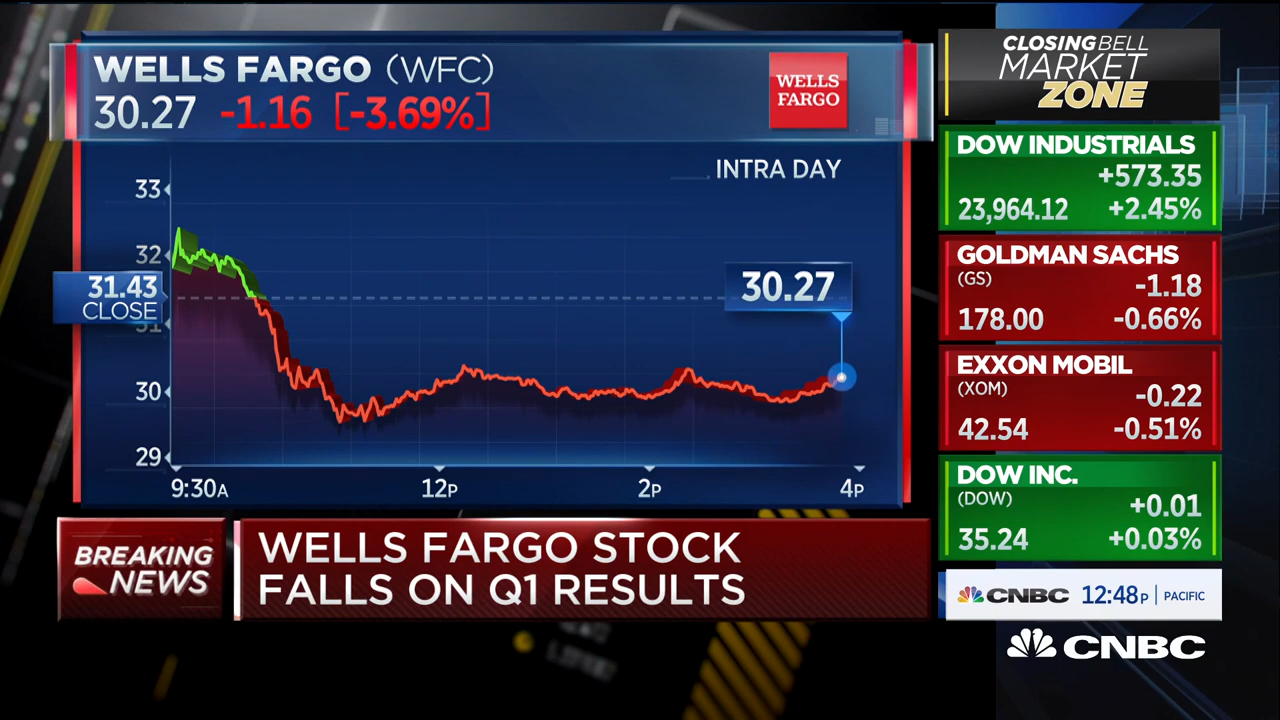 WELLS FARGO (WFC)
30.27 -1.16 [-3.69%]
WELLS
FARGO
INTRA DAY
33
32
31.43
CLOSE
31
30
29
30.27
9:30A
12P
2P
4P
BREAKING
NEWS
WELLS FARGO STOCK
FALLS ON Q1 RESULTS
CLOSING BELL
MARKET
ZONE
DOW INDUSTRIALS
+573.35
23,964.12 +2.45%
GOLDMAN SACHS
(GS) -1.18
178.00 -0.66%
EXXON MOBIL
(XOM) -0.22
42.54 -0.51%
DOW INC.
(DOW) +0.01
35.24 +0.03%
CNBC 12:48P | PACIFIC
CNBC